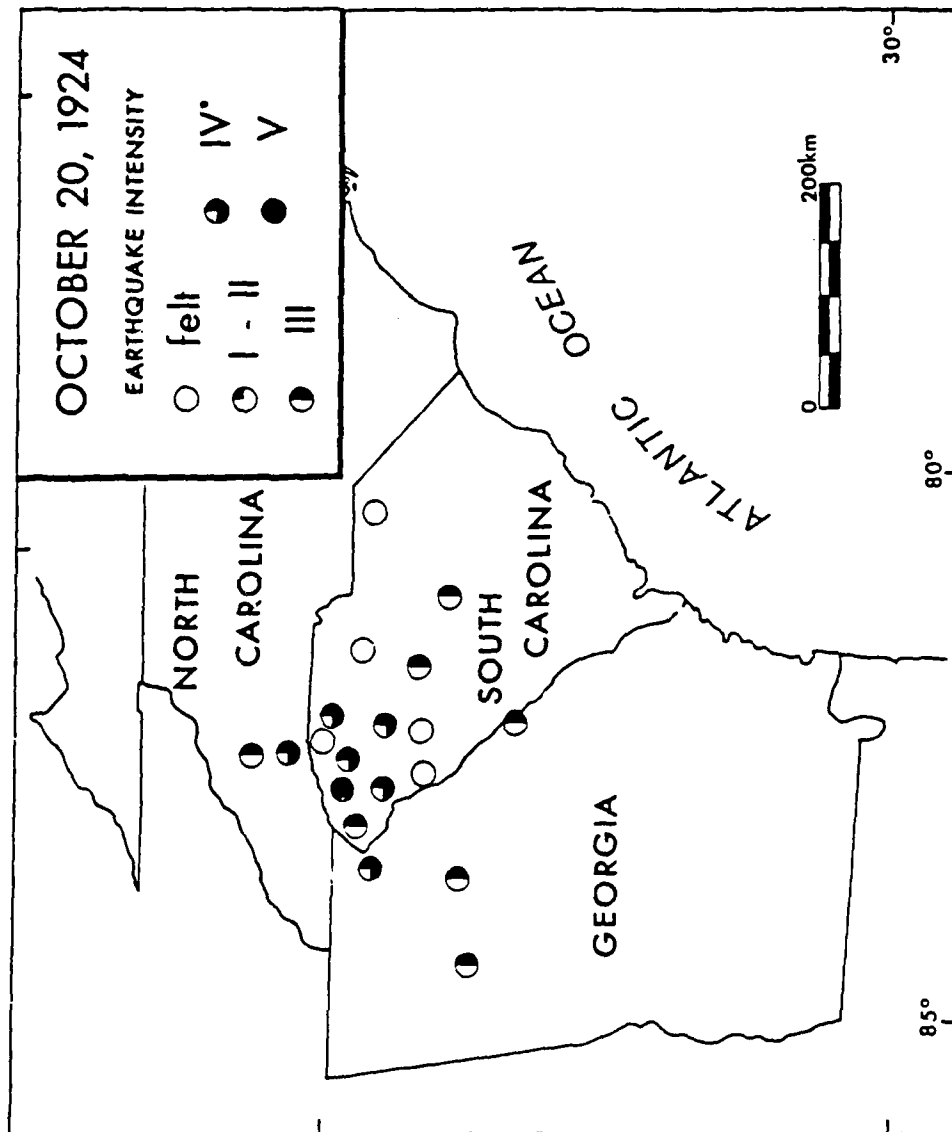 OCTOBER 20, 1924
EARTHQUAKE INTENSITY
felt
I - II
III
IV*
V
NORTH
CAROLINA
SOUTH
CAROLINA
GEORGIA
ATLANTIC OCEAN
0 200km
85°
80°
30°